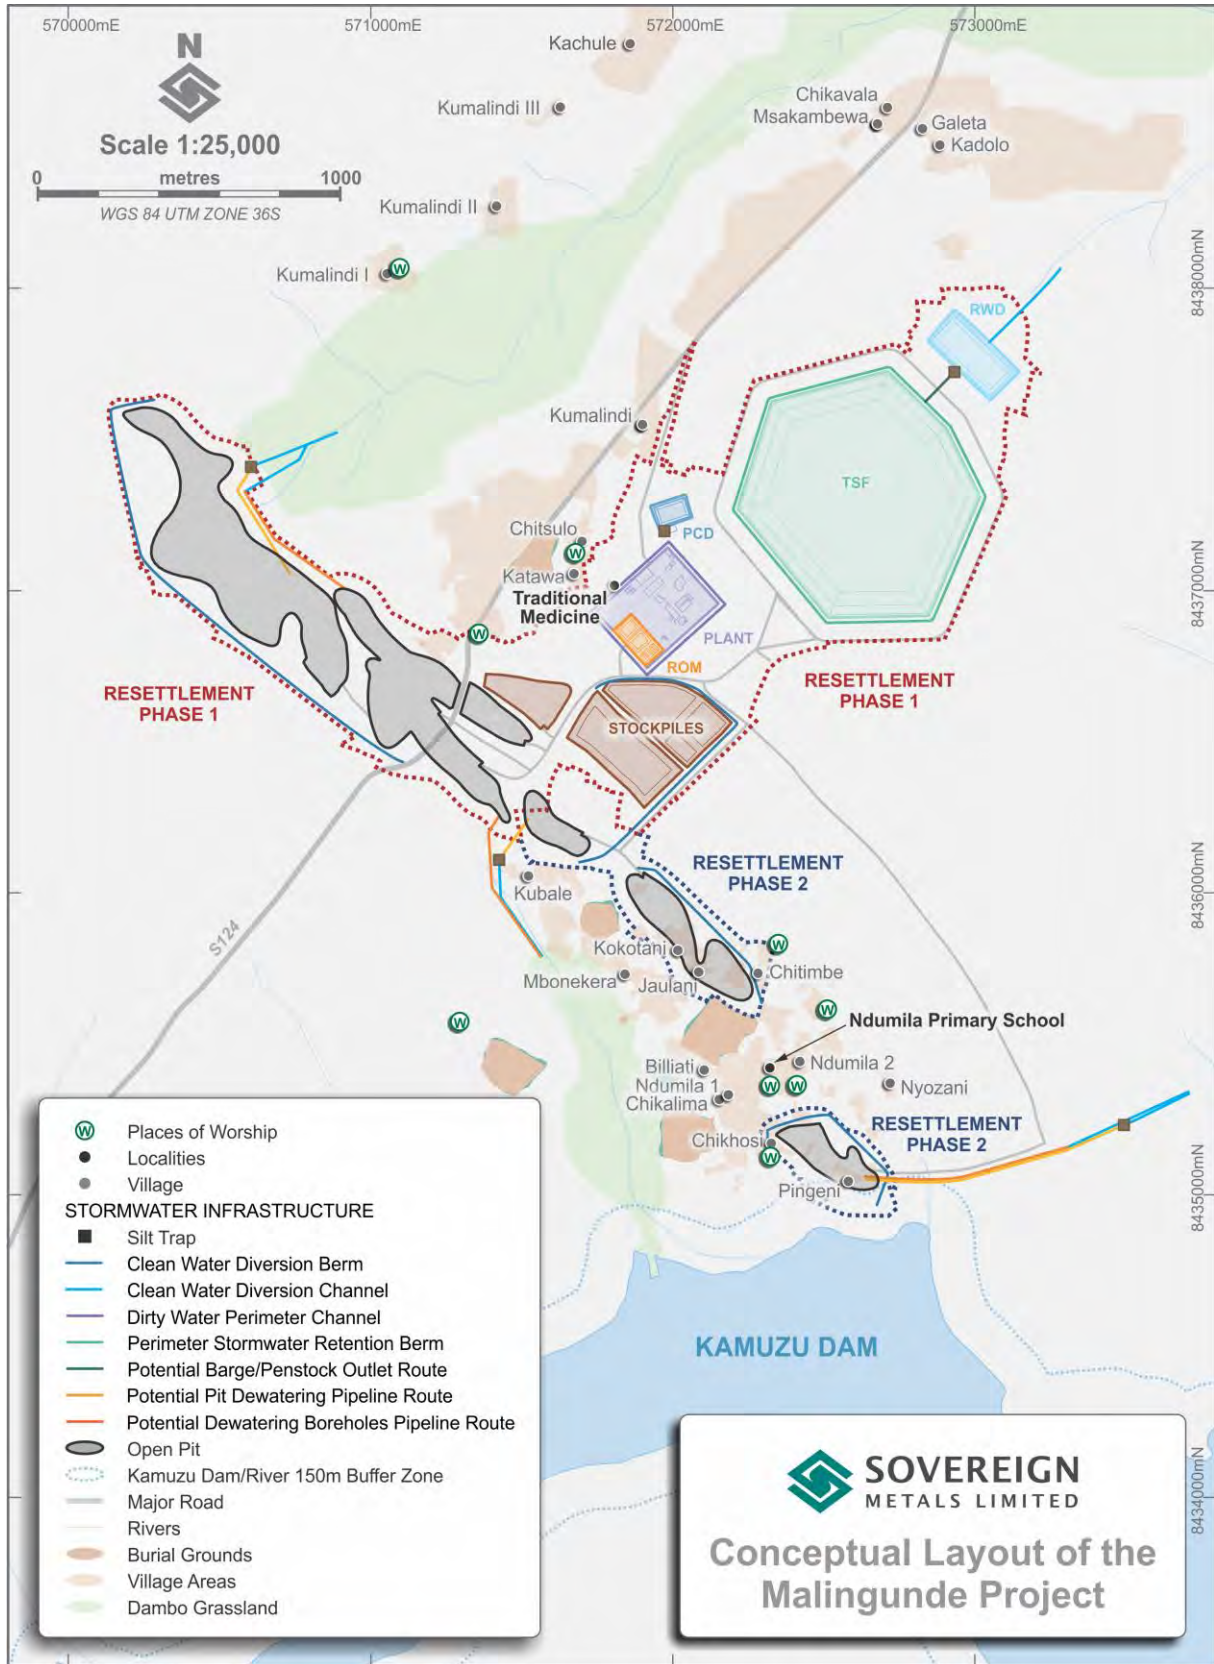 570000mE
571000mE
572000mE
573000mE
N
Scale 1:25,000
0 metres 1000
WGS 84 UTM ZONE 36S
Kachule
Kumalindi III
Chikavala
Msakambewa
Galeta
Kadolo
Kumalindi II
Kumalindi I
8438000mN
RWD
Kumalindi
TSF
Chitsulo
PCD
Katawa
Traditional
Medicine
8437000mN
PLANT
ROM
RESETTLEMENT
PHASE 1
RESETTLEMENT
PHASE 1
STOCKPILES
RESETTLEMENT
PHASE 2
Kubale
8436000mN
S124
Kokotani
Mbonekera
Jaulani
Chitimbe
Ndumila Primary School
Billiati
Ndumila 2
Ndumila 1
Nyozani
Chikalima
RESETTLEMENT
PHASE 2
Chikhosi
Pingeni
8435000mN
KAMUZU DAM
8434000mN
W
W
W
W
W
W
W
W
W
W Places of Worship
Localities
Village
STORMWATER INFRASTRUCTURE
Silt Trap
Clean Water Diversion Berm
Clean Water Diversion Channel
Dirty Water Perimeter Channel
Perimeter Stormwater Retention Berm
Potential Barge/Penstock Outlet Route
Potential Pit Dewatering Pipeline Route
Potential Dewatering Boreholes Pipeline Route
Open Pit
Kamuzu Dam/River 150m Buffer Zone
Major Road
Rivers
Burial Grounds
Village Areas
Dambo Grassland
SOVEREIGN
METALS LIMITED
Conceptual Layout of the
Malingunde Project